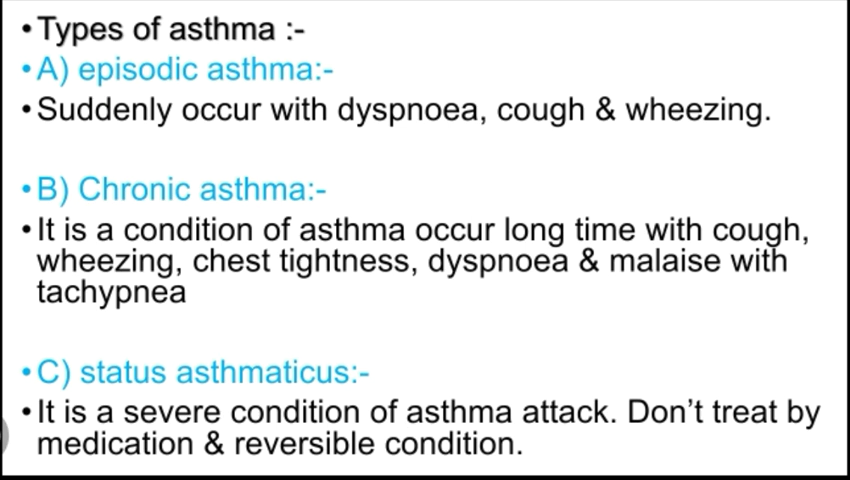 • Types of asthma :-
• A) episodic asthma:-
• Suddenly occur with dyspnoea, cough & wheezing.
• B) Chronic asthma:-
• It is a condition of asthma occur long time with cough,
wheezing, chest tightness, dyspnoea & malaise with
tachypnea
• C) status asthmaticus:-
• It is a severe condition of asthma attack. Don’t treat by
medication & reversible condition.